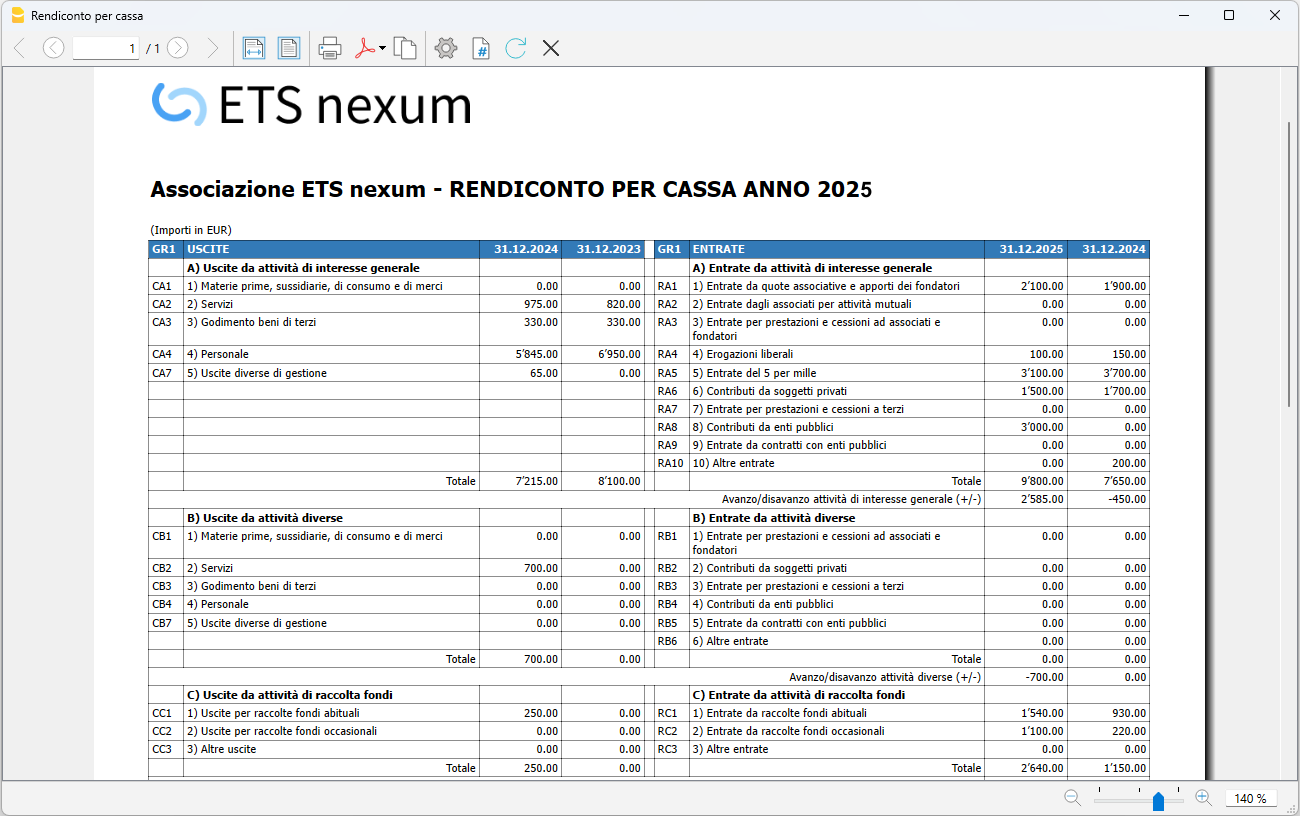 Rendiconto per cassa
1 / 1
ETS nexum
Associazione ETS nexum - RENDICONTO PER CASSA ANNO 2025
(Importi in EUR)
GR1 USCITE 31.12.2024 31.12.2023 GR1 ENTRATE 31.12.2025 31.12.2024
A) Uscite da attività di interesse generale A) Entrate da attività di interesse generale
CA1 1) Materie prime, sussidiarie, di consumo e di merci 0.00 0.00 RA1 1) Entrate da quote associative e apporti dei fondatori 2’100.00 1’900.00
CA2 2) Servizi 975.00 820.00 RA2 2) Entrate dagli associati per attività mutuali 0.00 0.00
CA3 3) Godimento beni di terzi 330.00 330.00 RA3 3) Entrate per prestazioni e cessioni ad associati e 0.00 0.00
fondatori
CA4 4) Personale 5’845.00 6’950.00 RA4 4) Erogazioni liberali 100.00 150.00
CA7 5) Uscite diverse di gestione 65.00 0.00 RA5 5) Entrate del 5 per mille 3’100.00 3’700.00
RA6 6) Contributi da soggetti privati 1’500.00 1’700.00
RA7 7) Entrate per prestazioni e cessioni a terzi 0.00 0.00
RA8 8) Contributi da enti pubblici 3’000.00 0.00
RA9 9) Entrate da contratti con enti pubblici 0.00 0.00
RA10 10) Altre entrate 0.00 200.00
Totale 7’215.00 8’100.00 Totale 9’800.00 7’650.00
Avanzo/disavanzo attività di interesse generale (+/-) 2’585.00 -450.00
B) Uscite da attività diverse B) Entrate da attività diverse
CB1 1) Materie prime, sussidiarie, di consumo e di merci 0.00 0.00 RB1 1) Entrate per prestazioni e cessioni ad associati e 0.00 0.00
fondatori
CB2 2) Servizi 700.00 0.00 RB2 2) Contributi da soggetti privati 0.00 0.00
CB3 3) Godimento beni di terzi 0.00 0.00 RB3 3) Entrate per prestazioni e cessioni a terzi 0.00 0.00
CB4 4) Personale 0.00 0.00 RB4 4) Contributi da enti pubblici 0.00 0.00
CB7 5) Uscite diverse di gestione 0.00 0.00 RB5 5) Entrate da contratti con enti pubblici 0.00 0.00
RB6 6) Altre entrate 0.00 0.00
Totale 700.00 0.00 Totale 0.00 0.00
Avanzo/disavanzo attività diverse (+/-) -700.00 0.00
C) Uscite da attività di raccolta fondi C) Entrate da attività di raccolta fondi
CC1 1) Uscite per raccolte fondi abituali 250.00 0.00 RC1 1) Entrate da raccolte fondi abituali 1’540.00 930.00
CC2 2) Uscite per raccolte fondi occasionali 0.00 0.00 RC2 2) Entrate da raccolte fondi occasionali 1’100.00 220.00
CC3 3) Altre uscite 0.00 0.00 RC3 3) Altre entrate 0.00 0.00
Totale 250.00 0.00 Totale 2’640.00 1’150.00
140 %